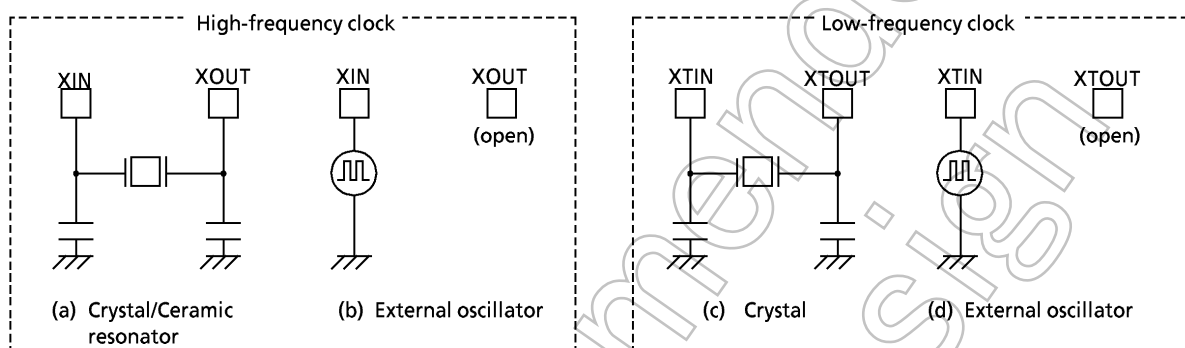 High-frequency clock
XIN XOUT XIN XOUT
(open)
(a) Crystal/Ceramic resonator
(b) External oscillator
Low-frequency clock
XTIN XTOUT XTIN XTOUT
(open)
(c) Crystal
(d) External oscillator